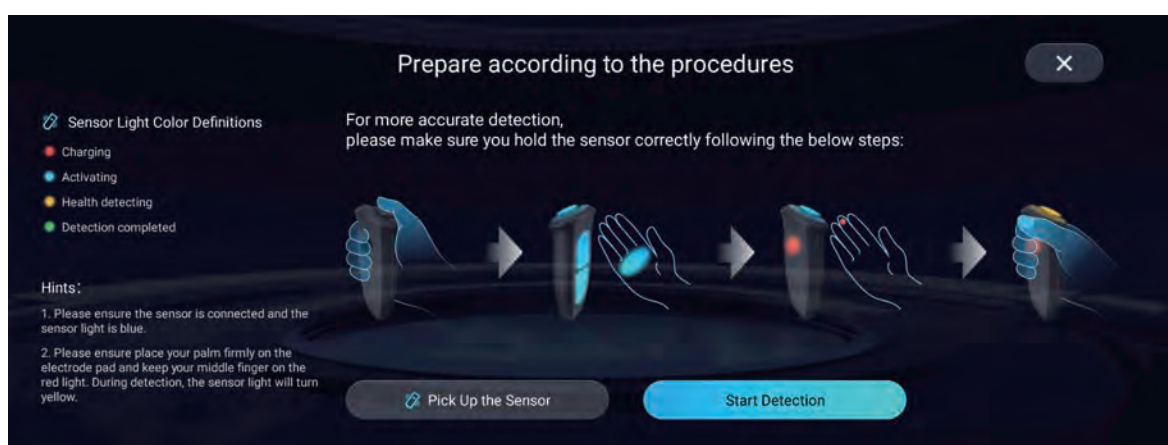 Prepare according to the procedures
Sensor Light Color Definitions
Charging
Activating
Health detecting
Detection completed
Hints:
1. Please ensure the sensor is connected and the
sensor light is blue.
2. Please ensure place your palm firmly on the
electrode pad and keep your middle finger on the
red light. During detection, the sensor light will turn
yellow.
For more accurate detection,
please make sure you hold the sensor correctly following the below steps:
Pick Up the Sensor
Start Detection